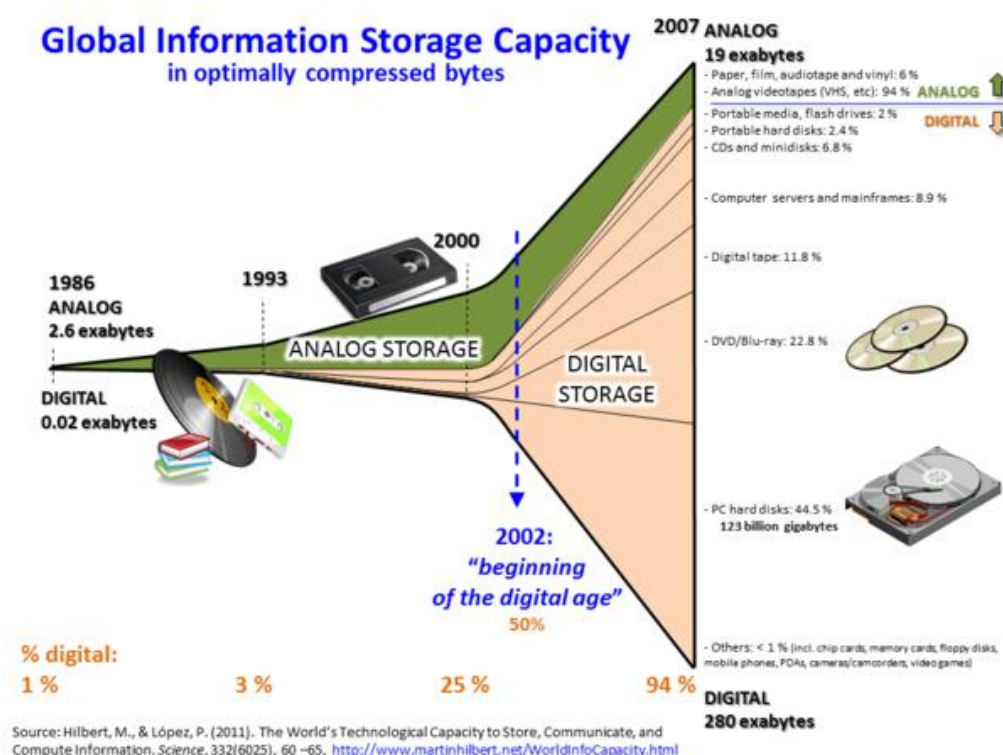 Global Information Storage Capacity
in optimally compressed bytes
2007 ANALOG
19 exabytes
- Paper, film, audiotape and vinyl: 6 %
- Analog videotapes (VHS, etc): 94 %
ANALOG
- Portable media, flash drives: 2 %
DIGITAL
- Portable hard disks: 2.4 %
- CDs and minidisks: 6.8 %
- Computer servers and mainframes: 8.9 %
- Digital tape: 11.8 %
- DVD/Blu-ray: 22.8 %
- PC hard disks: 44.5 %
123 billion gigabytes
- Others: < 1 % (incl. chip cards, memory cards, floppy disks,
mobile phones, PDAs, cameras/camcorders, video games)
DIGITAL
280 exabytes
1986
ANALOG
2.6 exabytes
DIGITAL
0.02 exabytes
1993
2000
ANALOG STORAGE
DIGITAL
STORAGE
2002:
"beginning
of the digital age"
50%
% digital:
1 %
3 %
25 %
94 %
Source: Hilbert, M., & López, P. (2011). The World's Technological Capacity to Store, Communicate, and
Compute Information. Science, 332(6025), 60 –65. http://www.martinhilbert.net/WorldInfoCapacity.html